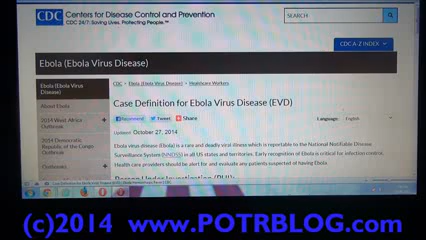 CDC Centers for Disease Control and Prevention
CDC 24/7: Saving Lives. Protecting People.™
SEARCH
CDC A-Z INDEX
Ebola (Ebola Virus Disease)
Ebola (Ebola Virus Disease)
About Ebola
2014 West Africa Outbreak
2014 Democratic Republic of the Congo Outbreak
Outbreaks
CDC Ebola (Ebola Virus Disease) Healthcare Workers
Case Definition for Ebola Virus Disease (EVD)
Recommend Tweet Share
Language: English
Updated: October 27, 2014
Ebola virus disease (Ebola) is a rare and deadly viral illness which is reportable to the National Notifiable Disease
Surveillance System (NNDSS) in all US states and territories. Early recognition of Ebola is critical for infection control.
Health care providers should be alert for and evaluate any patients suspected of having Ebola.
Person Under Investigation (PUI)
(c)2014 www.POTRBLOG.com